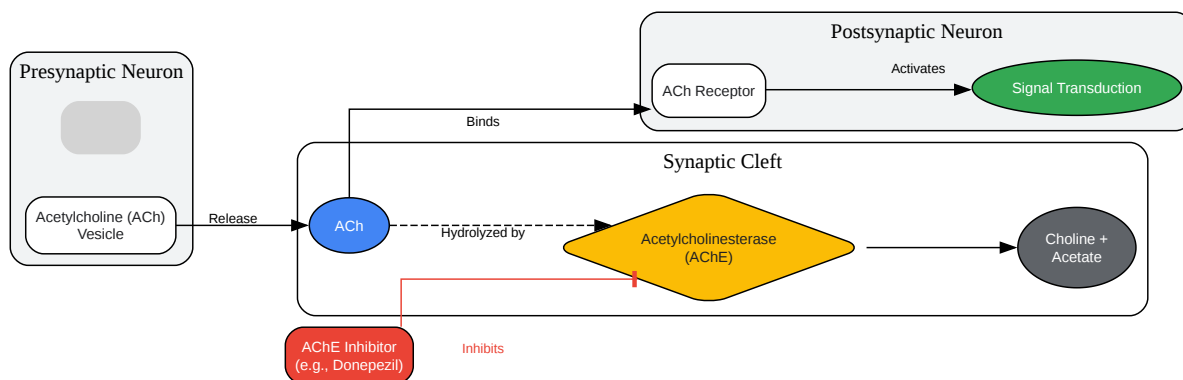 Postsynaptic Neuron
Presynaptic Neuron
Activates
ACh Receptor
Signal Transduction
Binds
Synaptic Cleft
Acetylcholine (ACh)
Vesicle
Release
ACh
Hydrolyzed by
Acetylcholinesterase
(AChE)
Choline +
Acetate
AChE Inhibitor
(e.g., Donepezil)
Inhibits